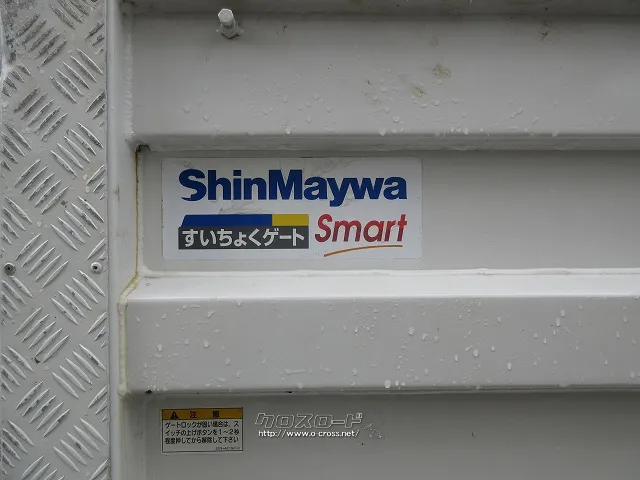 ShinMaywa
すいちょくゲート Smart
⚠ 注意
ゲートロックが固い場合は、ス
イッチの上げボタンを1～2秒
程度押してから解除して下さい
クロスロード
http://www.o-cross.net/